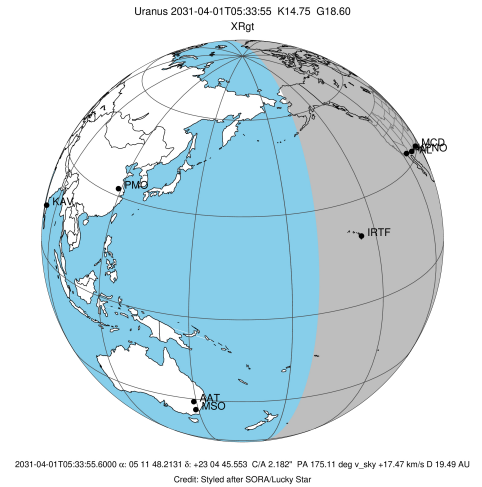 Uranus 2031-04-01T05:33:55 K14.75 G18.60
XRgt
MCD
PMO
KAV
IRTF
AAT
MSO
2031-04-01T05:33:55.6000 α: 05 11 48.2131 δ: +23 04 45.553 C/A 2.182" PA 175.11 deg v_sky +17.47 km/s D 19.49 AU
Credit: Styled after SORA/Lucky Star